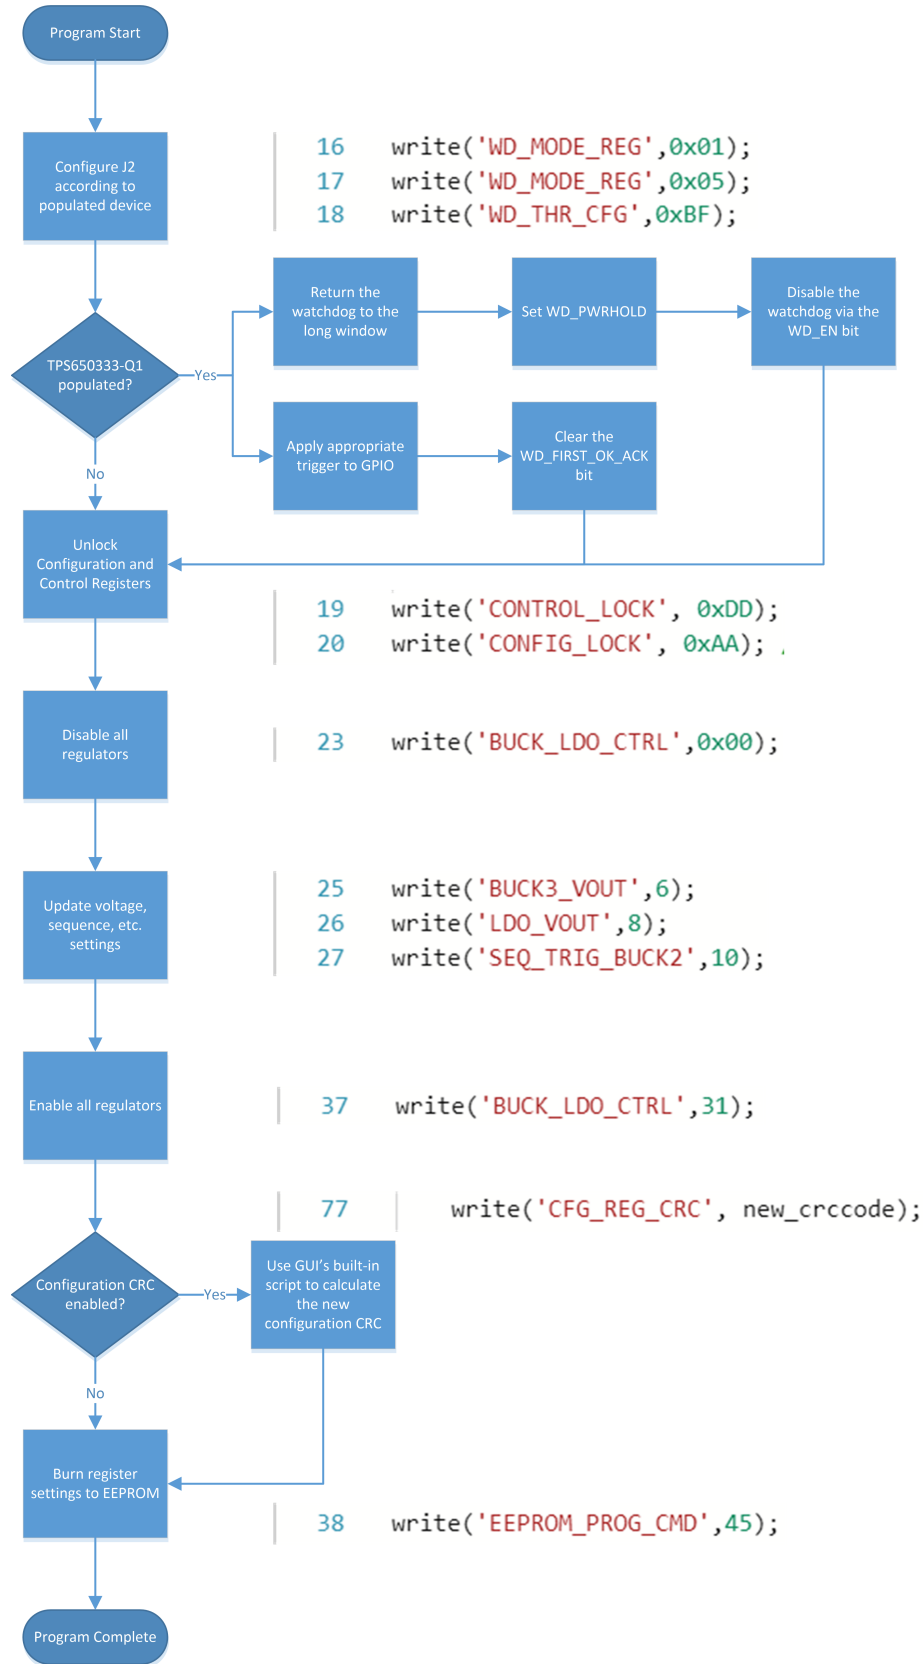 Program Start
Configure J2
according to
populated device
16 write('WD_MODE_REG',0x01);
17 write('WD_MODE_REG',0x05);
18 write('WD_THR_CFG',0xBF);
TPS650333-Q1
populated?
Yes
Return the
watchdog to the
long window
Set WD_PWRHOLD
Disable the
watchdog via the
WD_EN bit
Apply appropriate
trigger to GPIO
Clear the
WD_FIRST_OK_ACK
bit
No
Unlock
Configuration and
Control Registers
19 write('CONTROL_LOCK', 0xDD);
20 write('CONFIG_LOCK', 0xAA);
Disable all
regulators
23 write('BUCK_LDO_CTRL',0x00);
Update voltage,
sequence, etc.
settings
25 write('BUCK3_VOUT',6);
26 write('LDO_VOUT',8);
27 write('SEQ_TRIG_BUCK2',10);
Enable all regulators
37 write('BUCK_LDO_CTRL',31);
77 write('CFG_REG_CRC', new_crccode);
Configuration CRC
enabled?
Yes
Use GUI's built-in
script to calculate
the new
configuration CRC
No
Burn register
settings to EEPROM
38 write('EEPROM_PROG_CMD',45);
Program Complete